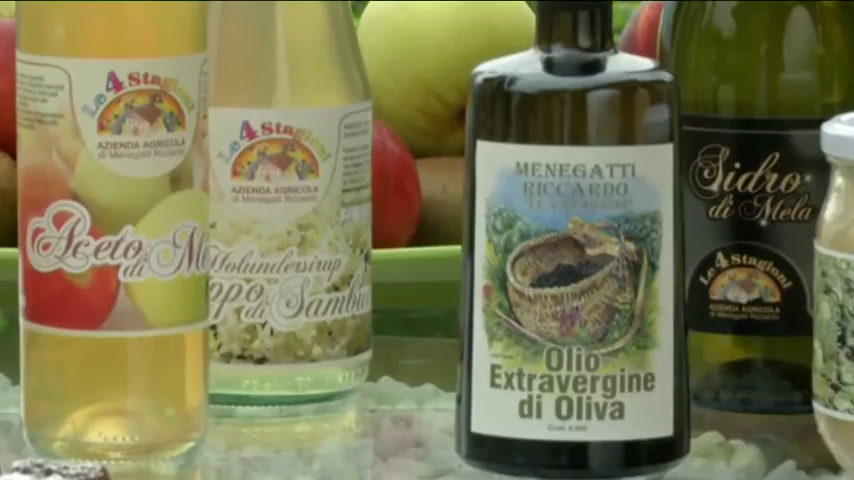 Le 4 Stagioni
AZIENDA AGRICOLA
di Menegatti Riccardo
Aceto di M
Le 4 Stagioni
AZIENDA AGRICOLA
di Menegatti Riccardo
Holundersirup
ppo di Sambu
MENEGATTI
RICCARDO
Olio
Extravergine
di Oliva
Sidro
di Mela
Le 4 Stagioni
AZIENDA AGRICOLA
di Menegatti Riccardo